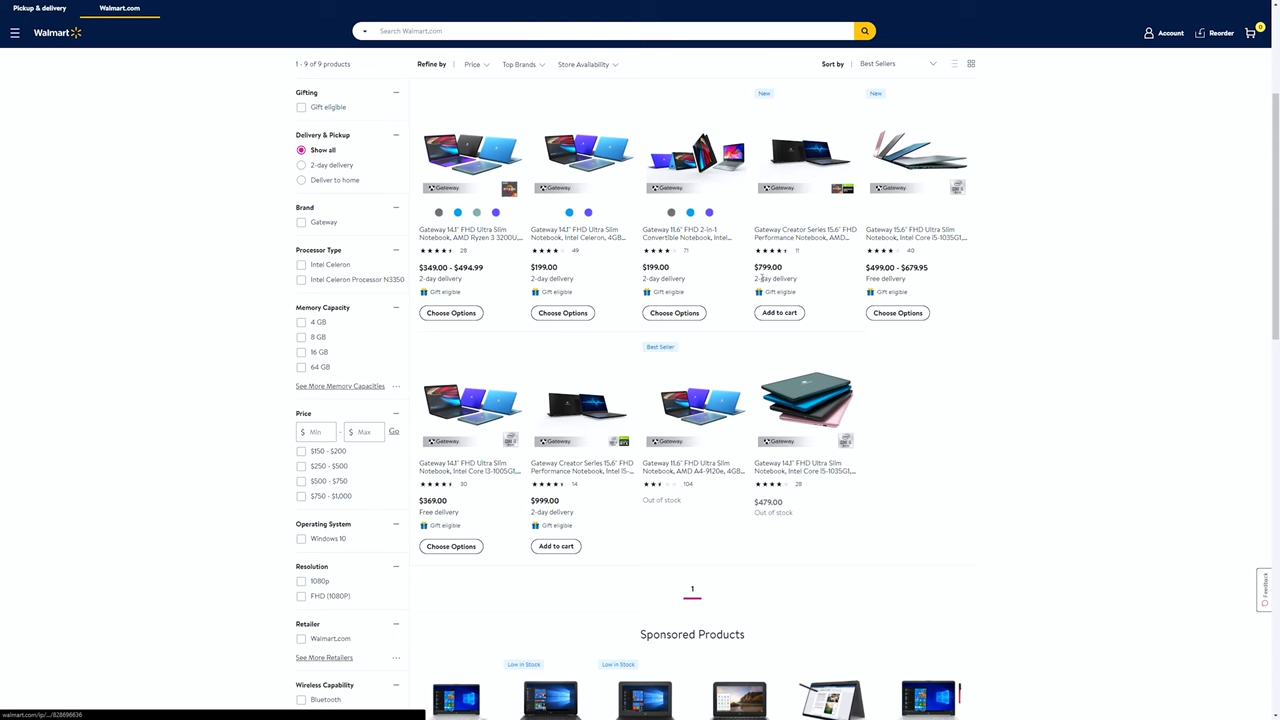 Pickup & delivery
Walmart.com
Walmart
Search Walmart.com
Account
Reorder
0
1 - 9 of 9 products
Refine by
Price
Top Brands
Store Availability
Sort by
Best Sellers
Gifting
Gift eligible
Delivery & Pickup
Show all
2-day delivery
Deliver to home
Brand
Gateway
Processor Type
Intel Celeron
Intel Celeron Processor N3350
Memory Capacity
4 GB
8 GB
16 GB
64 GB
See More Memory Capacities ...
Price
$ Min - $ Max Go
$150 - $200
$250 - $500
$500 - $750
$750 - $1,000
Operating System
Windows 10
Resolution
1080p
FHD (1080P)
Retailer
Walmart.com
See More Retailers ...
Wireless Capability
Bluetooth
Gateway
Gateway 14.1" FHD Ultra Slim
Notebook, AMD Ryzen 3 3200U,...
28
$349.00 - $494.99
2-day delivery
Gift eligible
Choose Options
Gateway
Gateway 14.1" FHD Ultra Slim
Notebook, Intel Celeron, 4GB...
49
$199.00
2-day delivery
Gift eligible
Choose Options
Gateway
Gateway 11.6" FHD 2-in-1
Convertible Notebook, Intel...
71
$199.00
2-day delivery
Gift eligible
Choose Options
New
Gateway
Gateway Creator Series 15.6" FHD
Performance Notebook, AMD...
11
$799.00
2-day delivery
Gift eligible
Add to cart
New
Gateway
Gateway 15.6" FHD Ultra Slim
Notebook, Intel Core i5-1035G1,...
40
$499.00 - $679.95
Free delivery
Gift eligible
Choose Options
Gateway
Gateway 14.1" FHD Ultra Slim
Notebook, Intel Core i3-1005G1,...
30
$369.00
Free delivery
Gift eligible
Choose Options
Gateway
Gateway Creator Series 15.6" FHD
Performance Notebook, Intel i5-...
14
$999.00
2-day delivery
Gift eligible
Add to cart
Best Seller
Gateway
Gateway 11.6" FHD Ultra Slim
Notebook, AMD A4-9120e, 4GB...
104
Out of stock
Gateway
Gateway 14.1" FHD Ultra Slim
Notebook, Intel Core i5-1035G1,...
28
$479.00
Out of stock
1
Feedback
Sponsored Products
Low in Stock
Low in Stock
walmart.com/ip/.../828696636